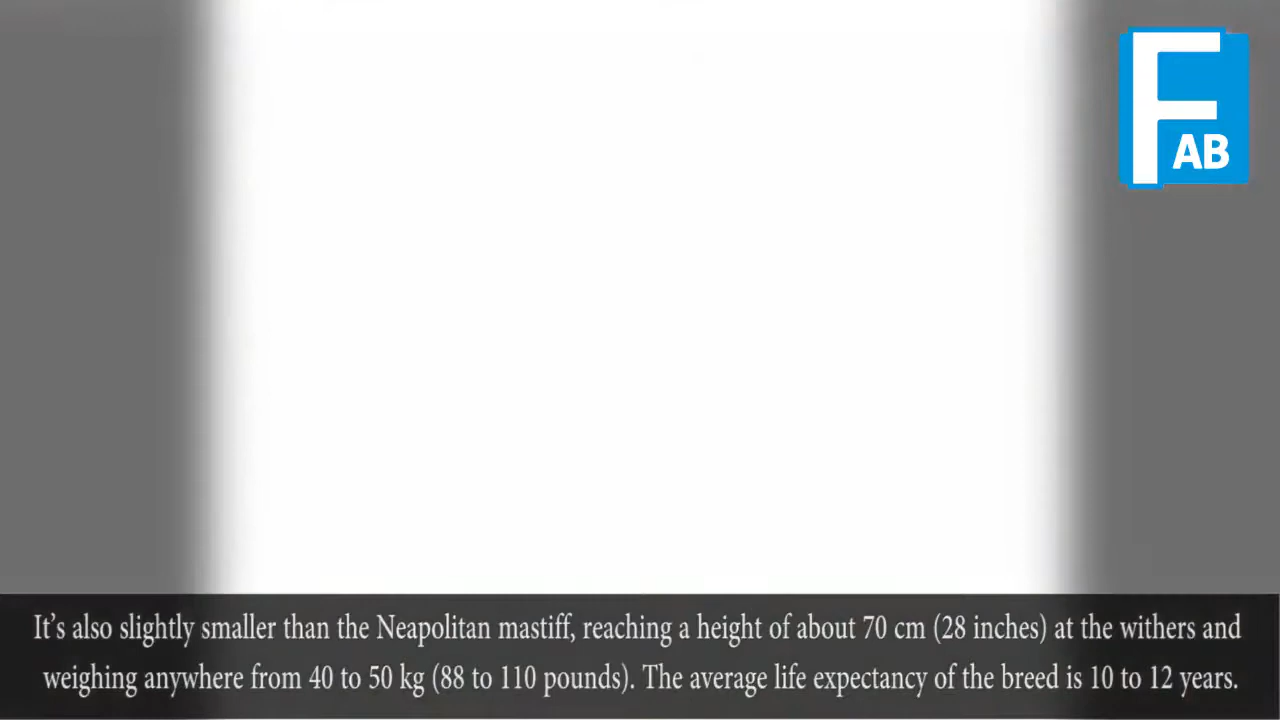 F
AB
It's also slightly smaller than the Neapolitan mastiff, reaching a height of about 70 cm (28 inches) at the withers and
weighing anywhere from 40 to 50 kg (88 to 110 pounds). The average life expectancy of the breed is 10 to 12 years.